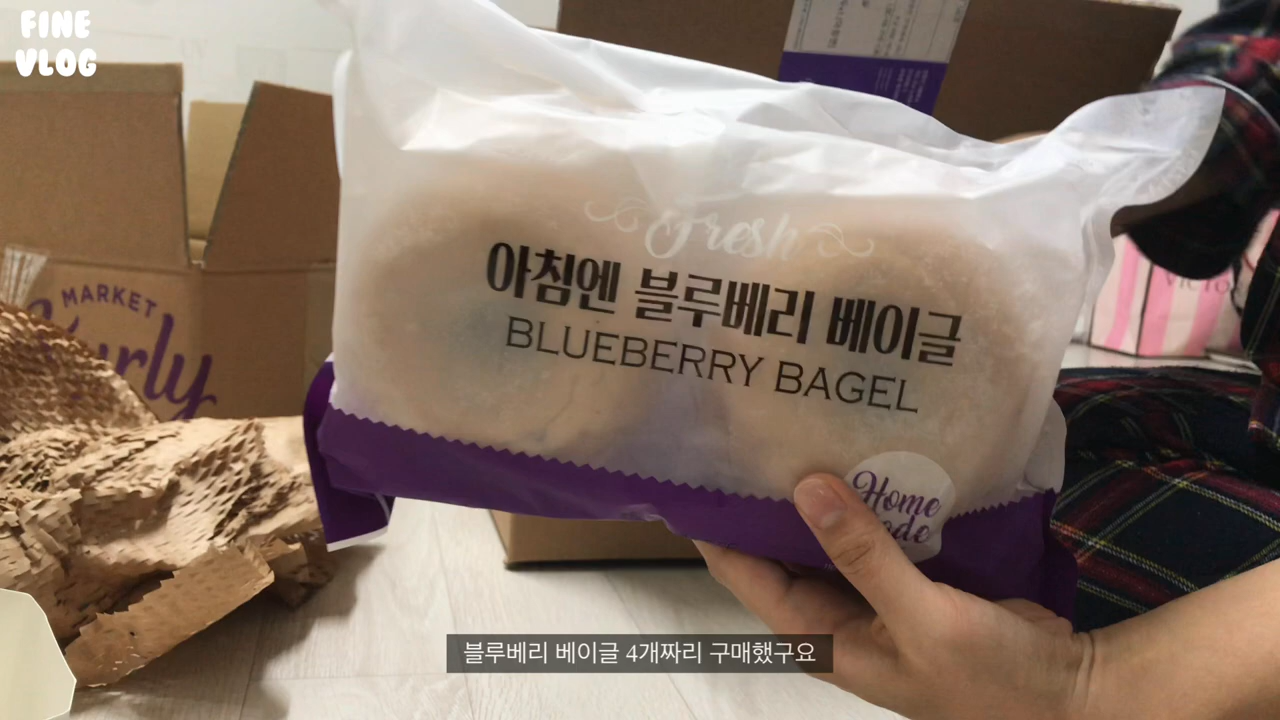 FINE
VLOG
MARKET
Kurly
Fresh
아침엔 블루베리 베이글
BLUEBERRY BAGEL
Home
블루베리 베이글 4개짜리 구매했구요